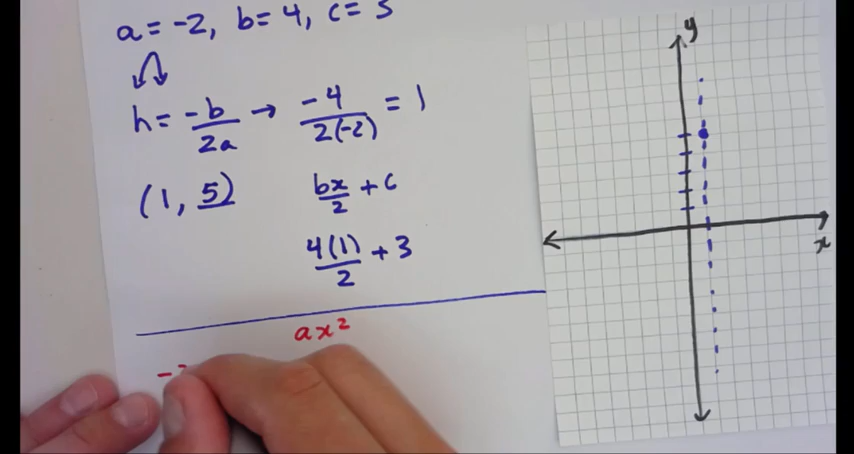 a = -2, b = 4, c = 3
h = -b/2a → -4/2(-2) = 1
(1, 5)
bx/2 + c
4(1)/2 + 3
ax²
y
x